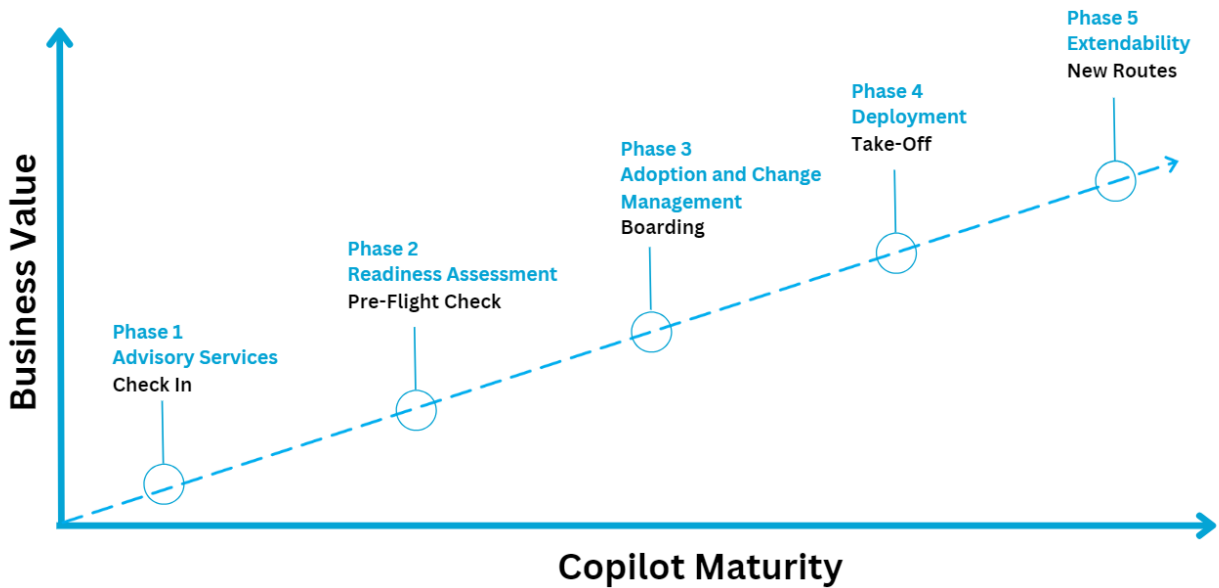 Business Value
Phase 1
Advisory Services
Check In
Phase 2
Readiness Assessment
Pre-Flight Check
Phase 3
Adoption and Change
Management
Boarding
Phase 4
Deployment
Take-Off
Phase 5
Extendability
New Routes
Copilot Maturity